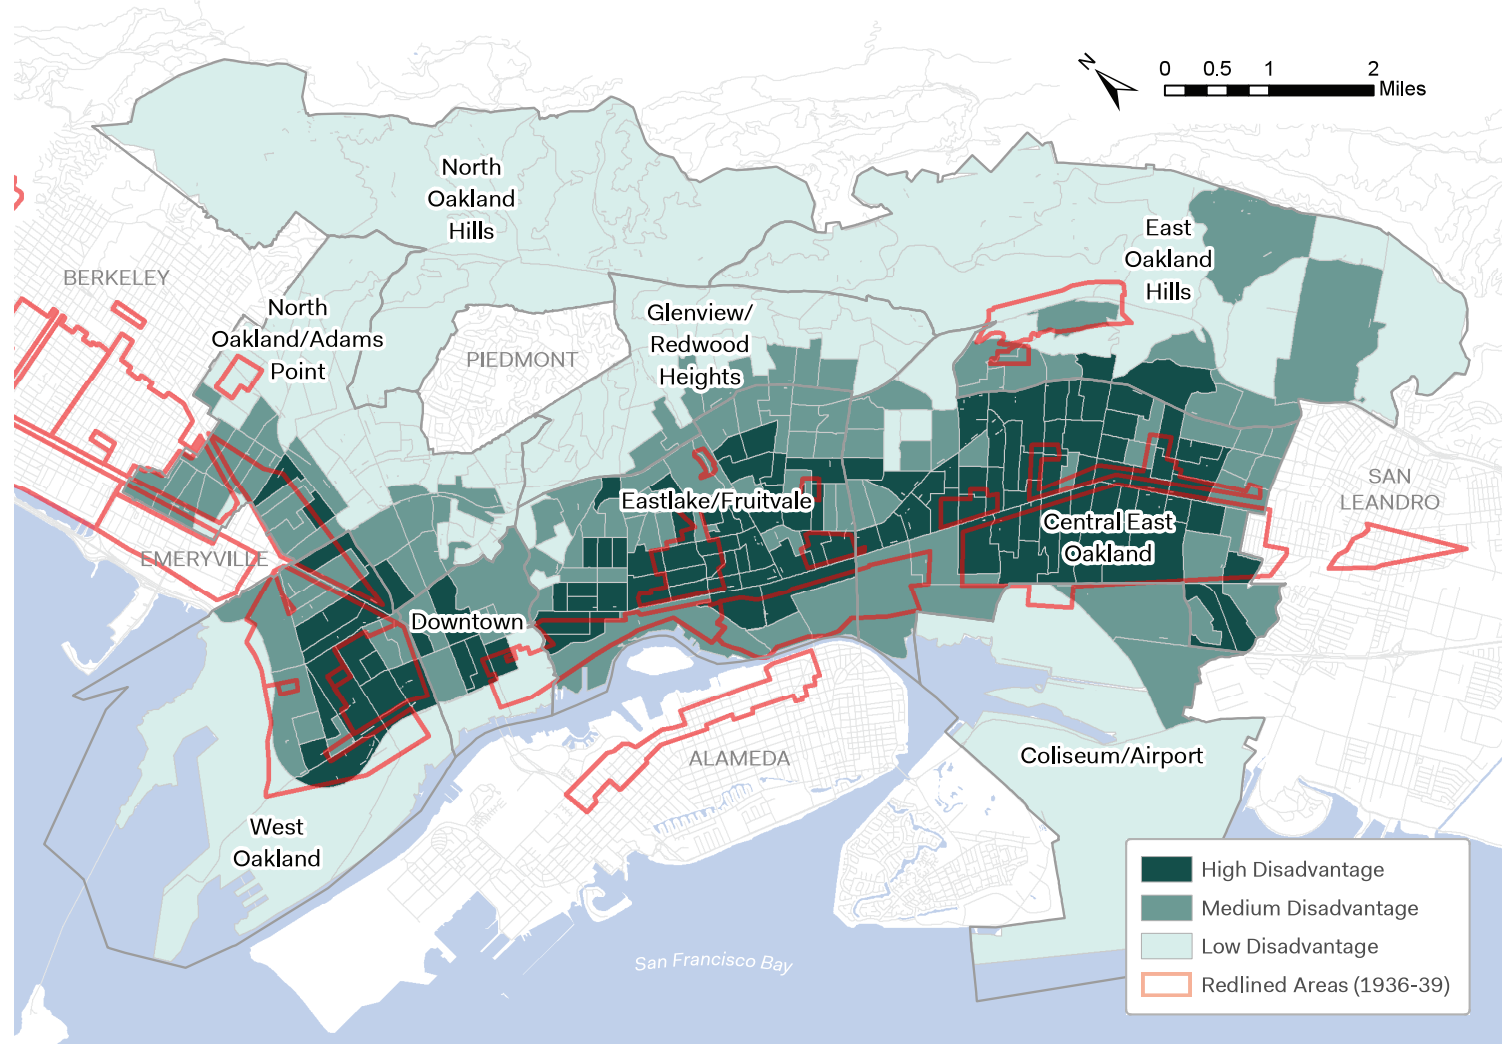 N
0 0.5 1 2
Miles
North
Oakland
Hills
East
Oakland
Hills
BERKELEY
North
Oakland/Adams
Point
Glenview/
Redwood
Heights
PIEDMONT
SAN
LEANDRO
Eastlake/Fruitvale
Central East
Oakland
EMERYVILLE
Downtown
Coliseum/Airport
ALAMEDA
West
Oakland
San Francisco Bay
High Disadvantage
Medium Disadvantage
Low Disadvantage
Redlined Areas (1936-39)